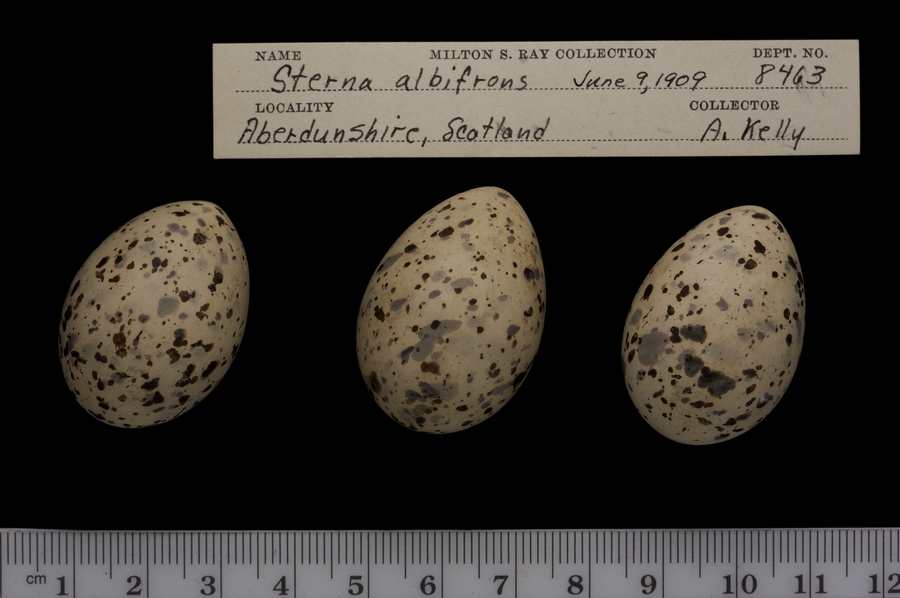 NAME MILTON S. RAY COLLECTION DEPT. NO.
Sterna albifrons June 9, 1909 8463
LOCALITY COLLECTOR
Aberdunshire, Scotland A. Kelly
cm 1 2 3 4 5 6 7 8 9 10 11 12